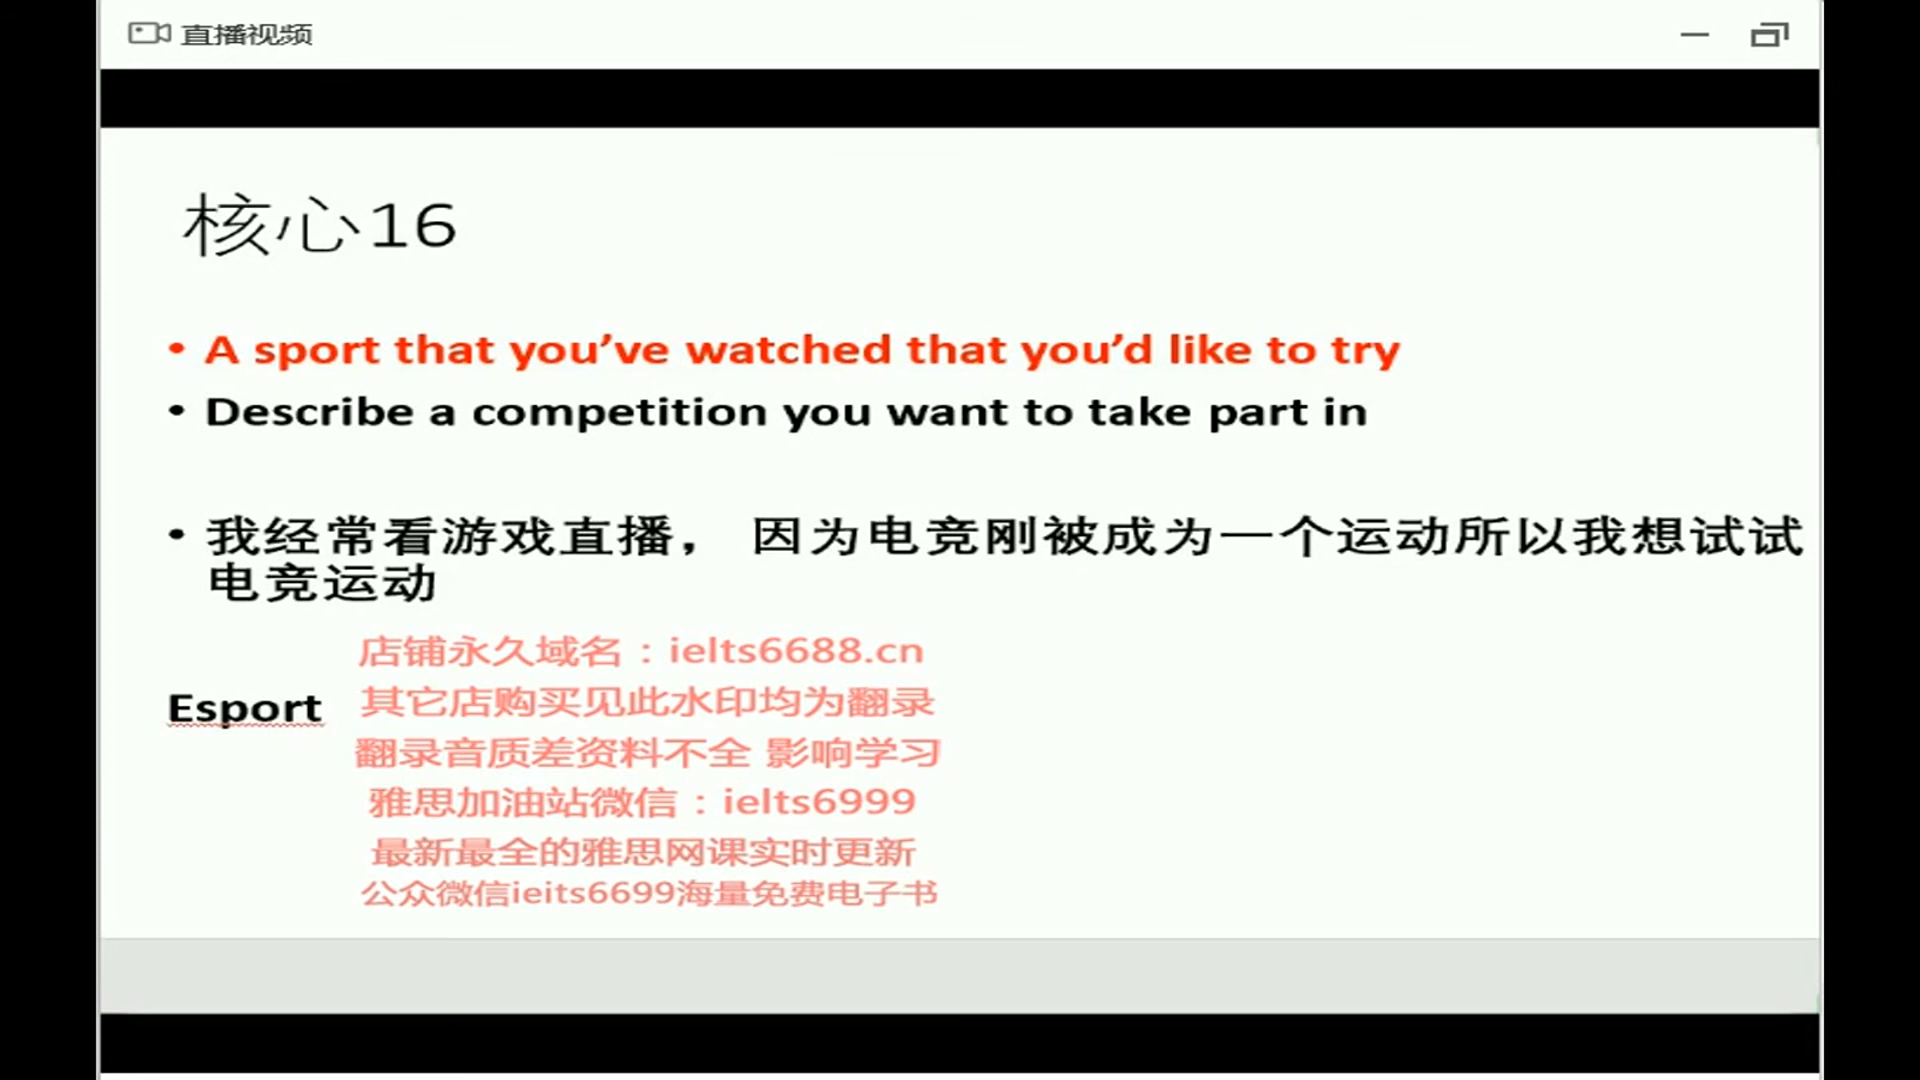 直播视频
核心16
• A sport that you’ve watched that you’d like to try
• Describe a competition you want to take part in
• 我经常看游戏直播， 因为电竞刚被成为一个运动所以我想试试
电竞运动
店铺永久域名：ielts6688.cn
Esport
其它店购买见此水印均为翻录
翻录音质差资料不全 影响学习
雅思加油站微信：ielts6999
最新最全的雅思网课实时更新
公众微信ieits6699海量免费电子书